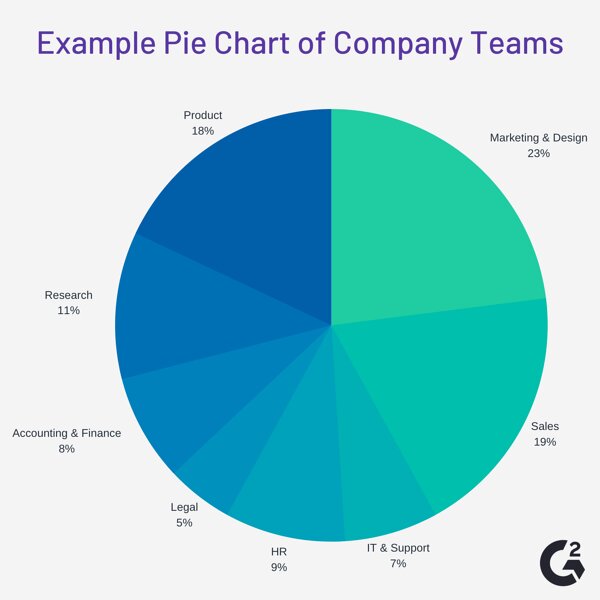 Example Pie Chart of Company Teams
Product
18%
Marketing & Design
23%
Research
11%
Sales
19%
Accounting & Finance
8%
Legal
5%
HR
9%
IT & Support
7%
G2